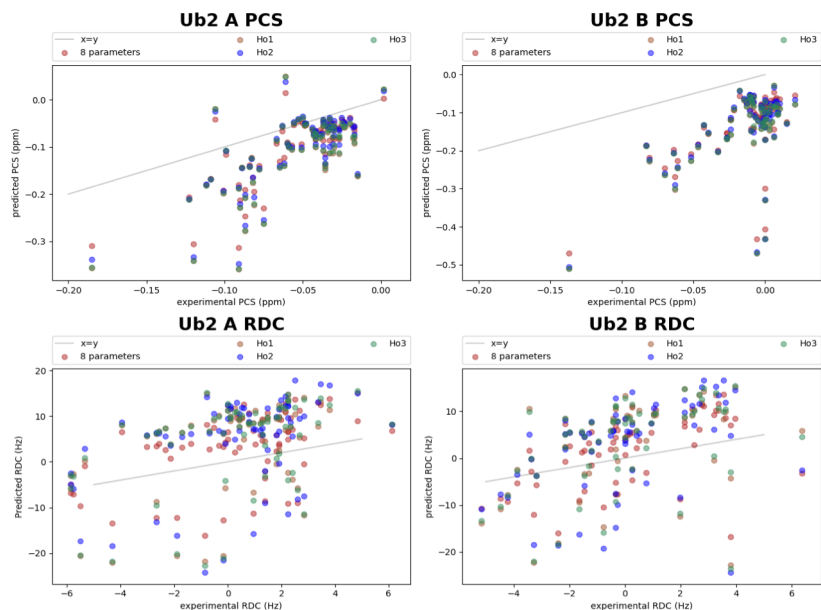 Ub2 A PCS
x=y
8 parameters
Ho1
Ho2
Ho3
0.0
−0.1
−0.2
−0.3
predicted PCS (ppm)
−0.20
−0.15
−0.10
−0.05
0.00
experimental PCS (ppm)
Ub2 B PCS
x=y
8 parameters
Ho1
Ho2
Ho3
0.0
−0.1
−0.2
−0.3
−0.4
−0.5
predicted PCS (ppm)
−0.20
−0.15
−0.10
−0.05
0.00
experimental PCS (ppm)
Ub2 A RDC
x=y
8 parameters
Ho1
Ho2
Ho3
20
10
0
−10
−20
Predicted RDC (Hz)
−6
−4
−2
0
2
4
6
experimental RDC (Hz)
Ub2 B RDC
x=y
8 parameters
Ho1
Ho2
Ho3
20
10
0
−10
−20
Predicted RDC (Hz)
−4
−2
0
2
4
6
experimental RDC (Hz)